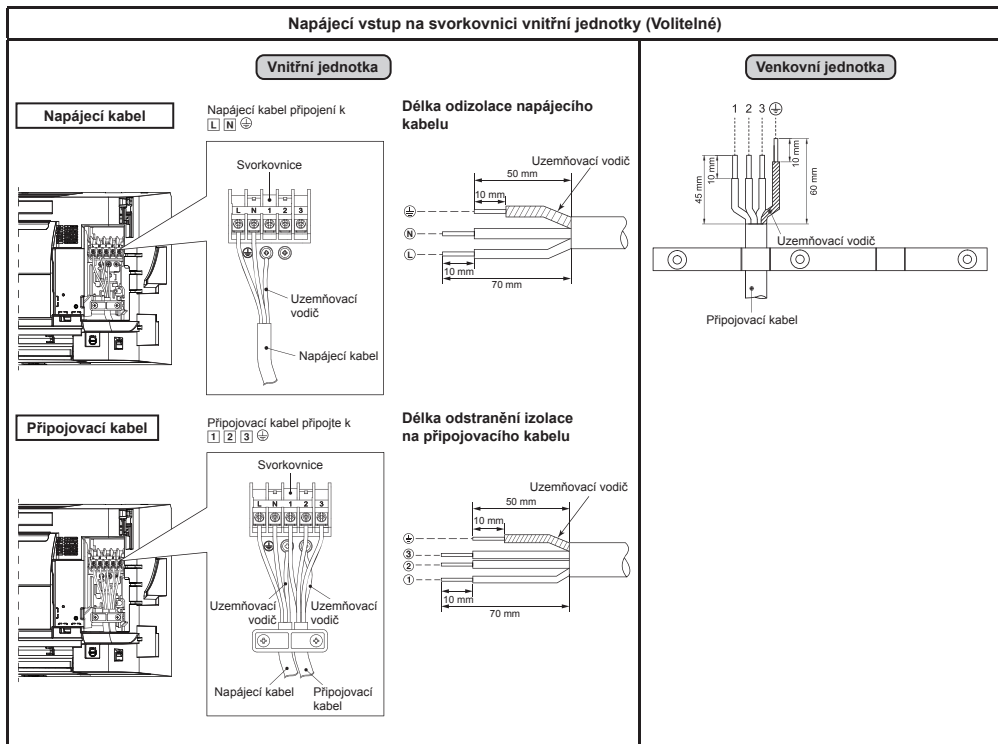 Napájecí vstup na svorkovnici vnitřní jednotky (Volitelné)
Vnitřní jednotka
Napájecí kabel
Napájecí kabel připojení k
L N ⏚
Svorkovnice
L N 1 2 3
Uzemňovací
vodič
Napájecí kabel
Délka odizolace napájecího
kabelu
Uzemňovací vodič
50 mm
10 mm
⏚
N
L
10 mm
70 mm
Připojovací kabel
Připojovací kabel připojte k
1 2 3 ⏚
Svorkovnice
L N 1 2 3
Uzemňovací
vodič
Uzemňovací
vodič
Napájecí kabel
Připojovací
kabel
Délka odstranění izolace
na připojovacího kabelu
Uzemňovací vodič
50 mm
10 mm
⏚
3
2
1
10 mm
70 mm
Venkovní jednotka
1 2 3 ⏚
10 mm
45 mm
10 mm
60 mm
Uzemňovací vodič
Připojovací kabel